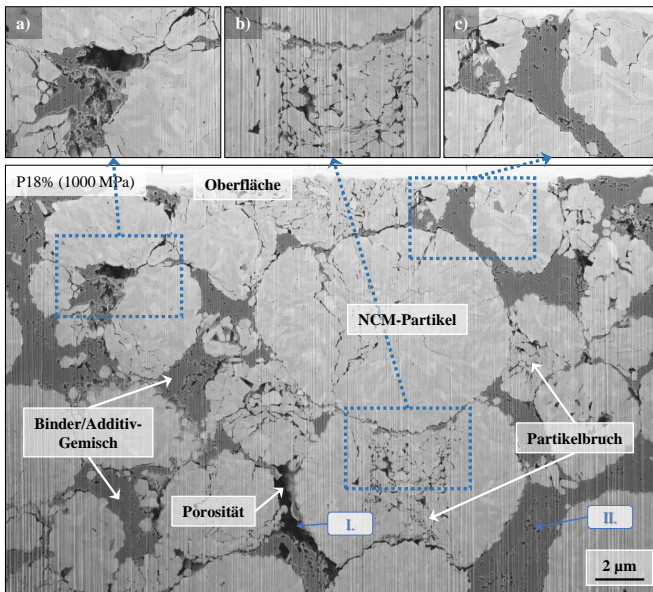 a)
b)
c)
P18% (1000 MPa)
Oberfläche
NCM-Partikel
Binder/Additiv-
Gemisch
Partikelbruch
Porosität
I.
II.
2 µm